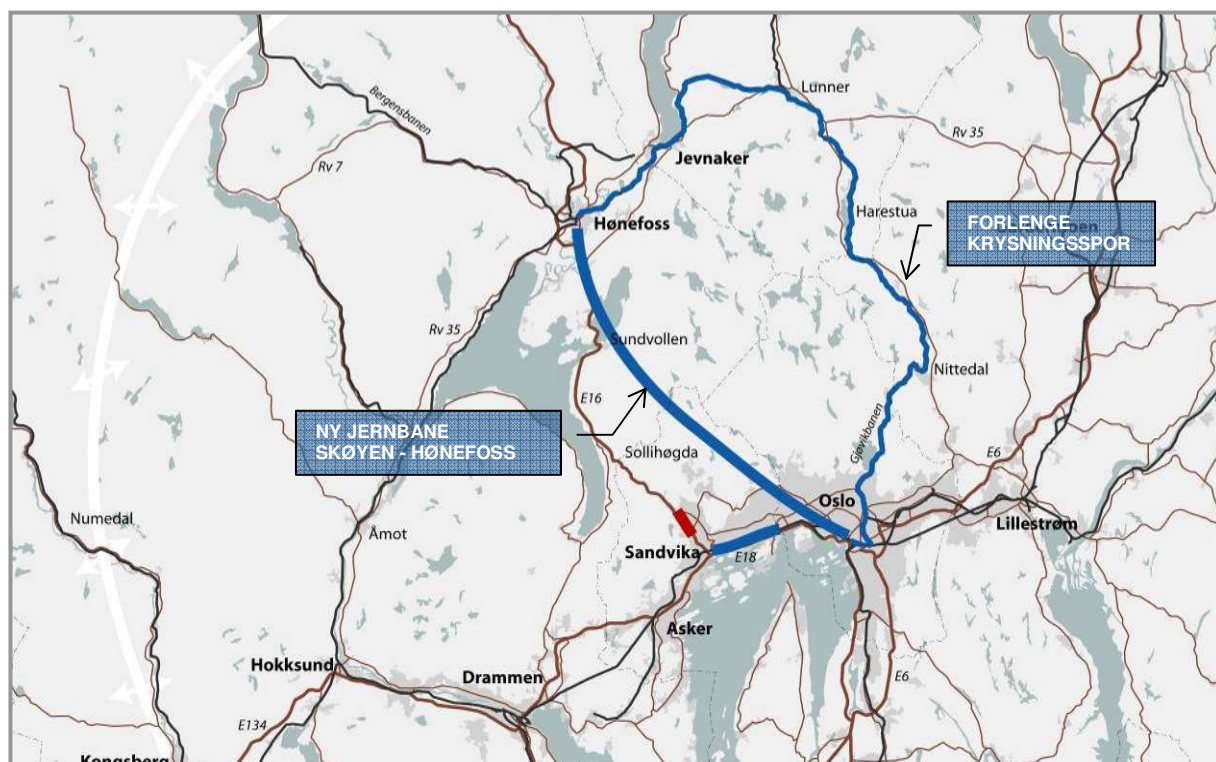 Lunner
Bergensbanen
Rv 35
Rv 7
Jevnaker
Harestua
Hønefoss
FORLENGE
KRYSNINGSSPOR
Rv 35
Sundvollen
Nittedal
E16
NY JERNBANE
SKØYEN - HØNEFOSS
Gjøvikbanen
Sollihøgda
E6
Oslo
Numedal
Åmot
Lillestrøm
Sandvika
E18
Asker
Hokksund
Drammen
E6
E134
Kongsberg